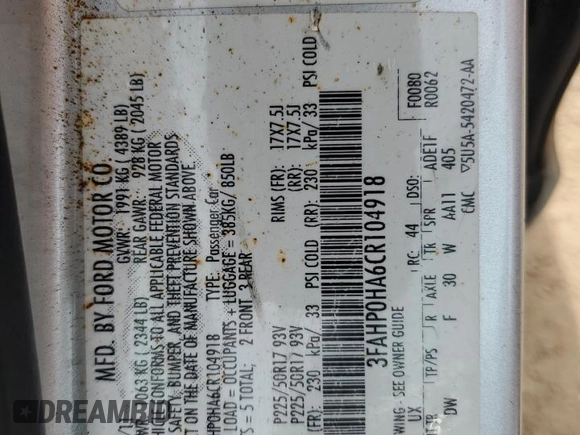 MFD. BY FORD MOTOR CO.
GVWR: 1991 KG ( 4389 LB)
063 KG ( 2344 LB) REAR GAWR: 928 KG ( 2045 LB)
CONFORMS TO ALL APPLICABLE FEDERAL MOTOR
SAFETY, BUMPER, AND THEFT PREVENTION STANDARDS
ON THE DATE OF MANUFACTURE SHOWN ABOVE.
HP0HA6CR104918 TYPE: Passenger Car
LOAD = OCCUPANTS + LUGGAGE = 385KG/ 850LB
S = 5 TOTAL: 2 FRONT 3 REAR
P225/50R17 93V RIMS (FR): 17X7.5J
P225/50R17 93V (RR): 17X7.5J
(FR): 230 kPa/ 33 PSI COLD (RR): 230 kPa/ 33 PSI COLD
3FAHP0HA6CR104918
WING - SEE OWNER GUIDE
F0080
R0062
RC: 44 DSO:
UX TP/PS R AXLE TR SPR ADE1F
DW F 30 W AA11 405
EMC ▽5U5A-5420472-AA
DREAMBID